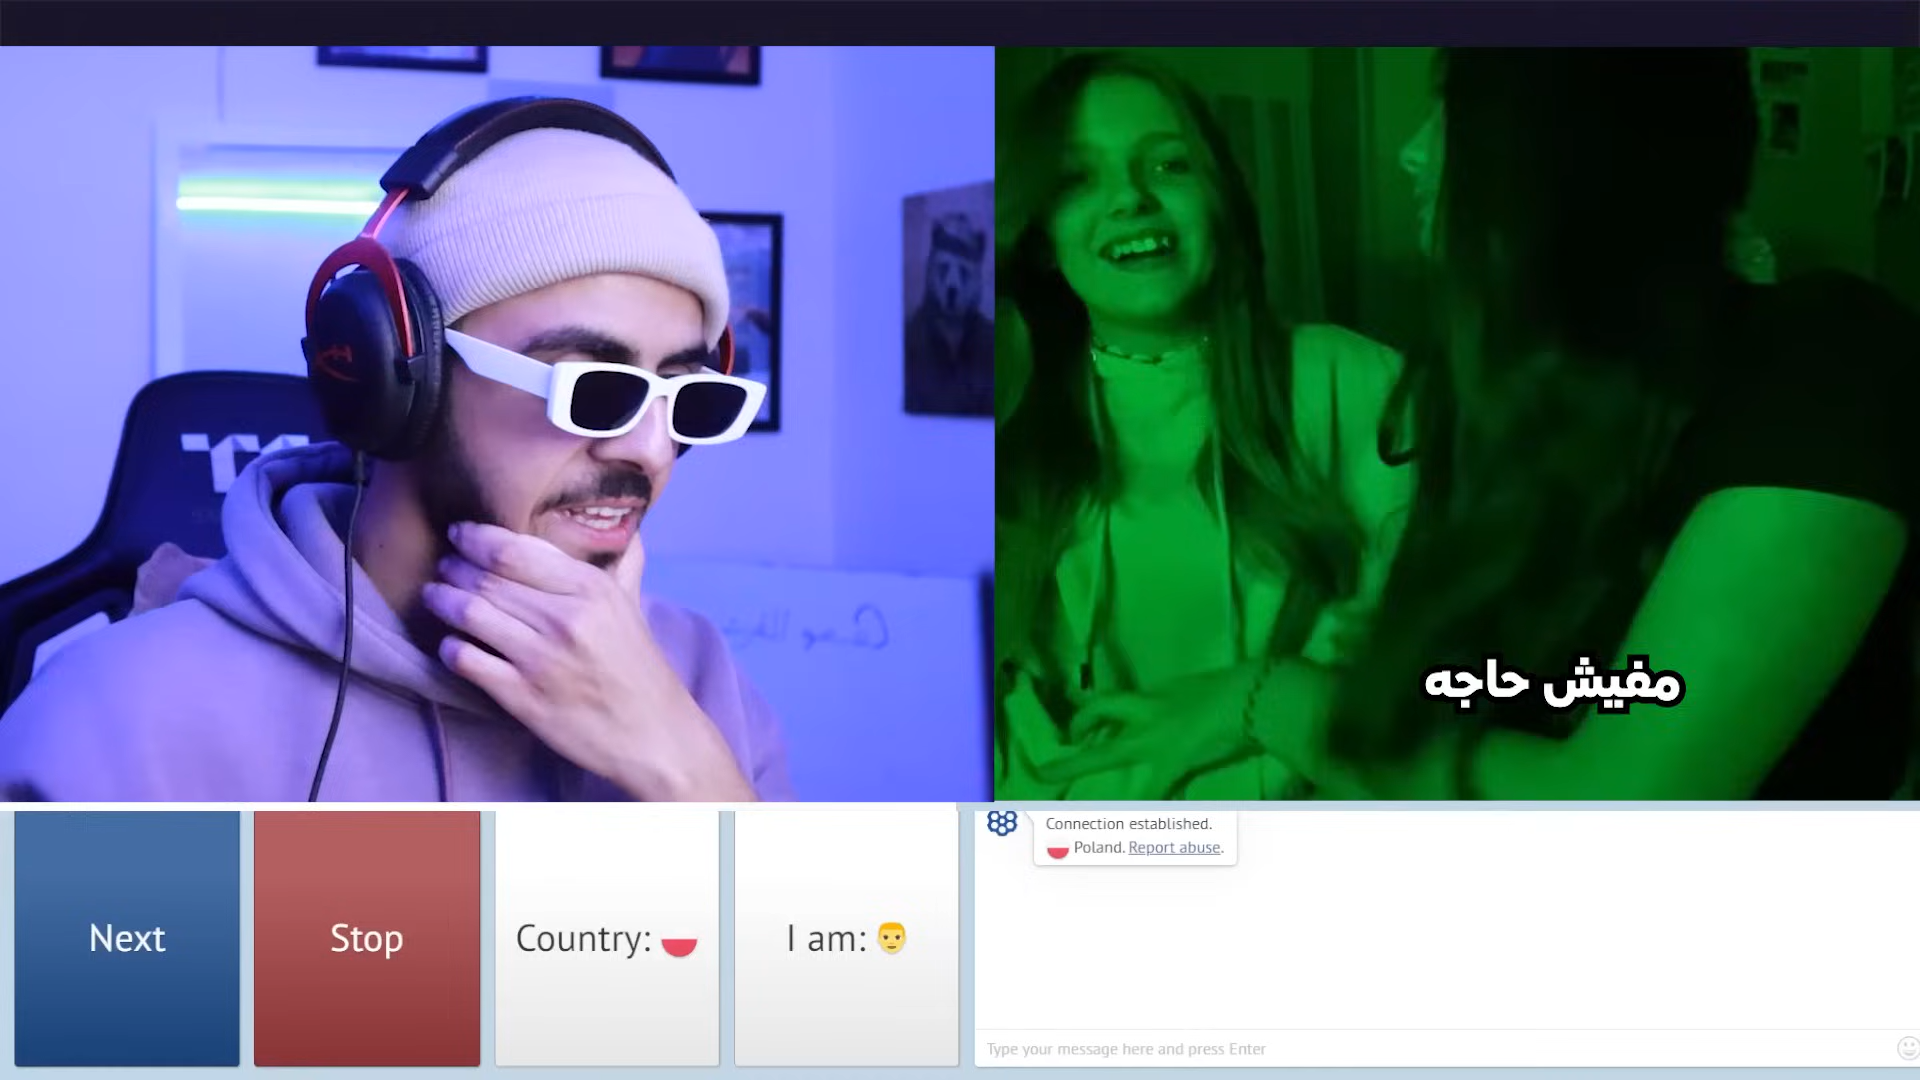 مفيش حاجه
Connection established.
Poland. Report abuse.
Next
Stop
Country:
I am:
Type your message here and press Enter